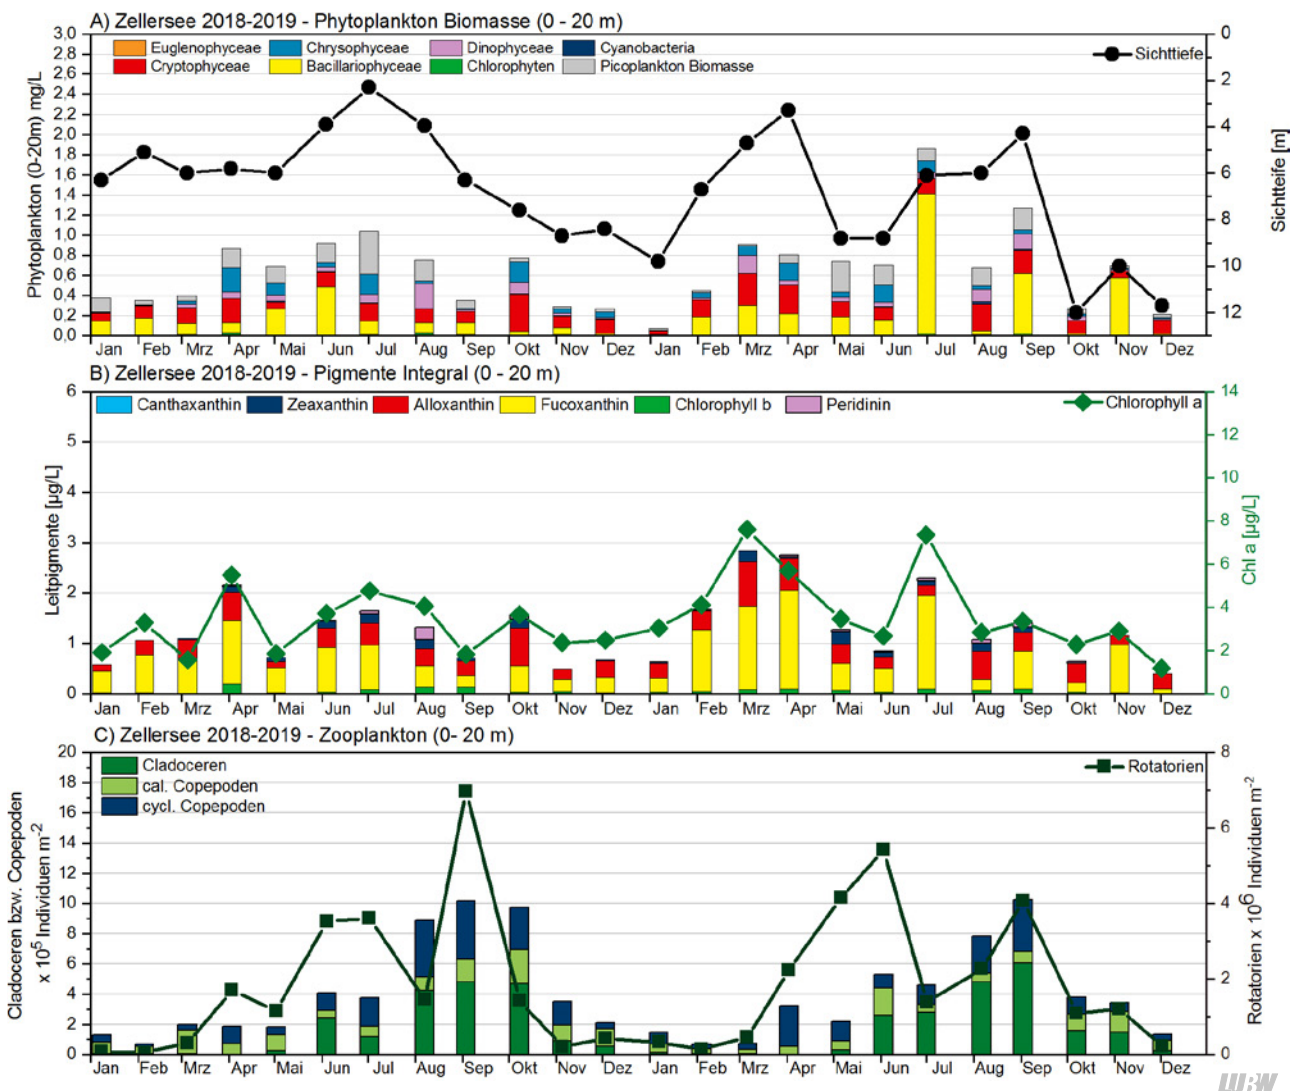 A) Zellersee 2018-2019 - Phytoplankton Biomasse (0 - 20 m)
Euglenophyceae Chrysophyceae Dinophyceae Cyanobacteria
Cryptophyceae Bacillariophyceae Chlorophyten Picoplankton Biomasse
Sichttiefe
Phytoplankton (0-20m) mg/L
3,0
2,8
2,6
2,4
2,2
2,0
1,8
1,6
1,4
1,2
1,0
0,8
0,6
0,4
0,2
0,0
0
2
4
6
8
10
12
Sichtteife [m]
Jan Feb Mrz Apr Mai Jun Jul Aug Sep Okt Nov Dez Jan Feb Mrz Apr Mai Jun Jul Aug Sep Okt Nov Dez
B) Zellersee 2018-2019 - Pigmente Integral (0 - 20 m)
Canthaxanthin Zeaxanthin Alloxanthin Fucoxanthin Chlorophyll b Peridinin
Chlorophyll a
Leitpigmente [µg/L]
6
5
4
3
2
1
0
14
12
10
8
6
4
2
0
Chl a [µg/L]
Jan Feb Mrz Apr Mai Jun Jul Aug Sep Okt Nov Dez Jan Feb Mrz Apr Mai Jun Jul Aug Sep Okt Nov Dez
C) Zellersee 2018-2019 - Zooplankton (0- 20 m)
Cladoceren
cal. Copepoden
cycl. Copepoden
Rotatorien
Cladoceren bzw. Copepoden
x 10⁵ Individuen m⁻²
20
18
16
14
12
10
8
6
4
2
0
8
6
4
2
0
Rotatorien x 10⁶ Individuen m⁻²
Jan Feb Mrz Apr Mai Jun Jul Aug Sep Okt Nov Dez Jan Feb Mrz Apr Mai Jun Jul Aug Sep Okt Nov Dez